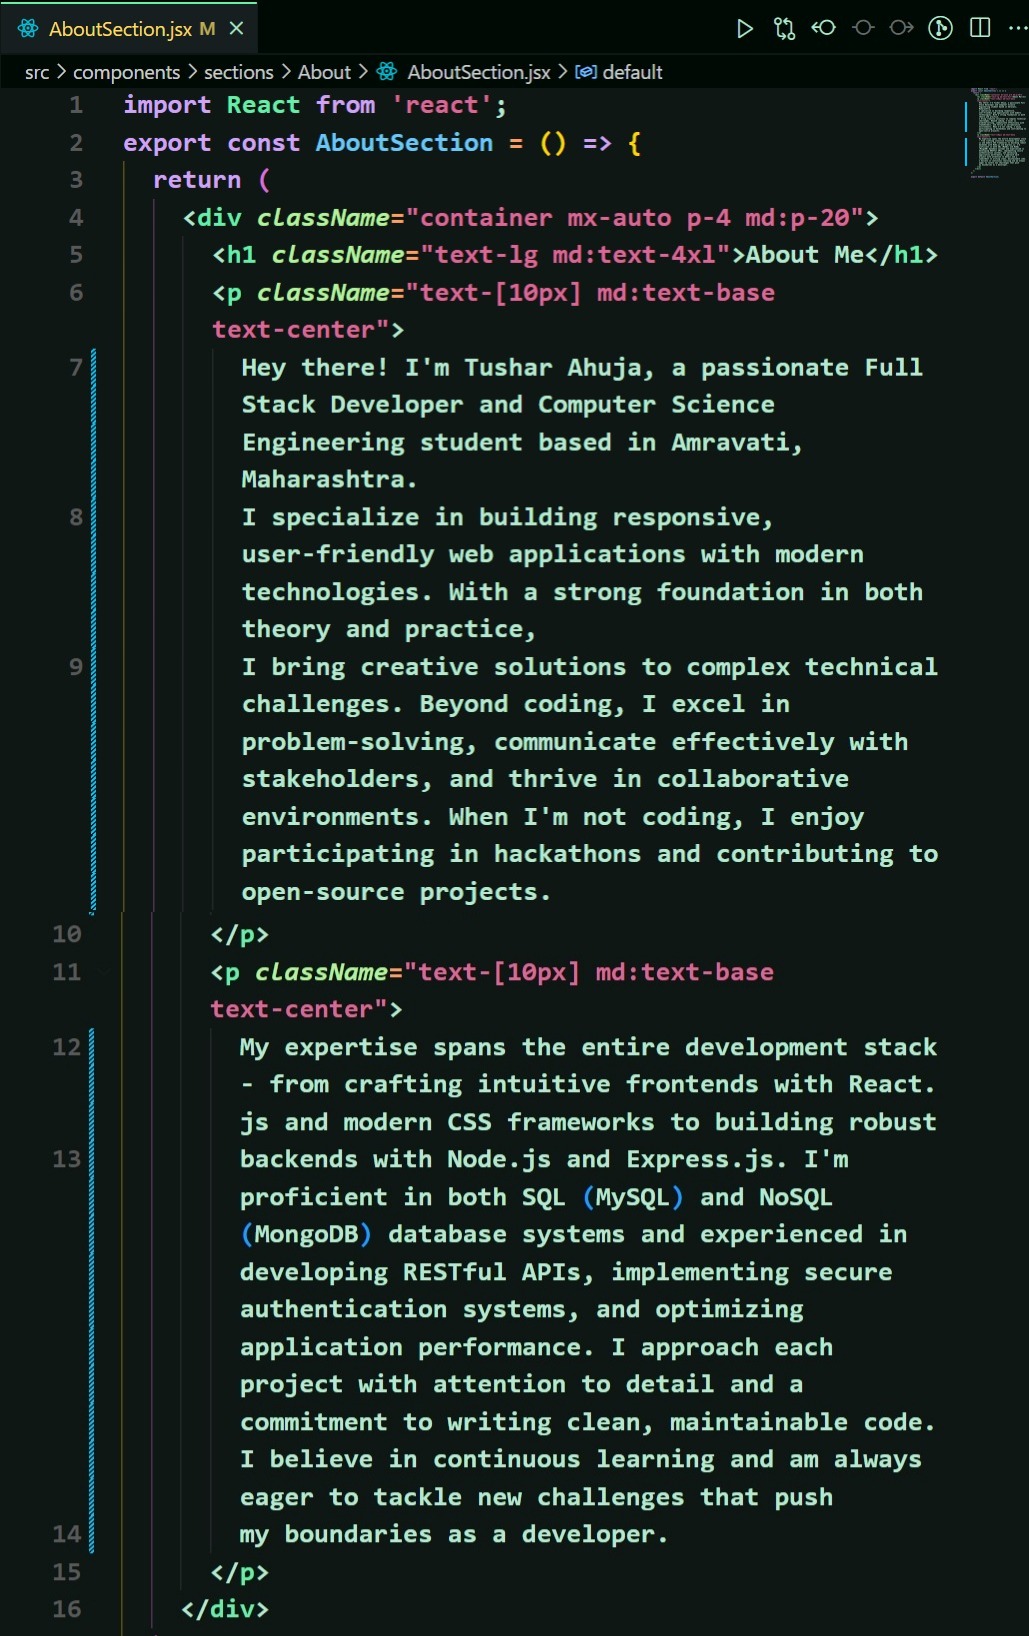 AboutSection.jsx M
src > components > sections > About > AboutSection.jsx > default
1 import React from 'react';
2 export const AboutSection = () => {
3 return (
4 <div className="container mx-auto p-4 md:p-20">
5 <h1 className="text-lg md:text-4xl">About Me</h1>
6 <p className="text-[10px] md:text-base
text-center">
7 Hey there! I'm Tushar Ahuja, a passionate Full
Stack Developer and Computer Science
Engineering student based in Amravati,
Maharashtra.
8 I specialize in building responsive,
user-friendly web applications with modern
technologies. With a strong foundation in both
theory and practice,
9 I bring creative solutions to complex technical
challenges. Beyond coding, I excel in
problem-solving, communicate effectively with
stakeholders, and thrive in collaborative
environments. When I'm not coding, I enjoy
participating in hackathons and contributing to
open-source projects.
10 </p>
11 <p className="text-[10px] md:text-base
text-center">
12 My expertise spans the entire development stack
- from crafting intuitive frontends with React.
js and modern CSS frameworks to building robust
13 backends with Node.js and Express.js. I'm
proficient in both SQL (MySQL) and NoSQL
(MongoDB) database systems and experienced in
developing RESTful APIs, implementing secure
authentication systems, and optimizing
application performance. I approach each
project with attention to detail and a
commitment to writing clean, maintainable code.
I believe in continuous learning and am always
eager to tackle new challenges that push
14 my boundaries as a developer.
15 </p>
16 </div>